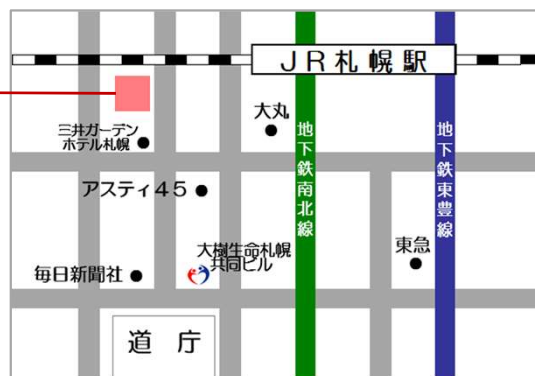 JR札幌駅
三井ガーデン
ホテル札幌
大丸
地下鉄南北線
地下鉄東豊線
アスティ45
東急
毎日新聞社
大樹生命札幌
共同ビル
道庁